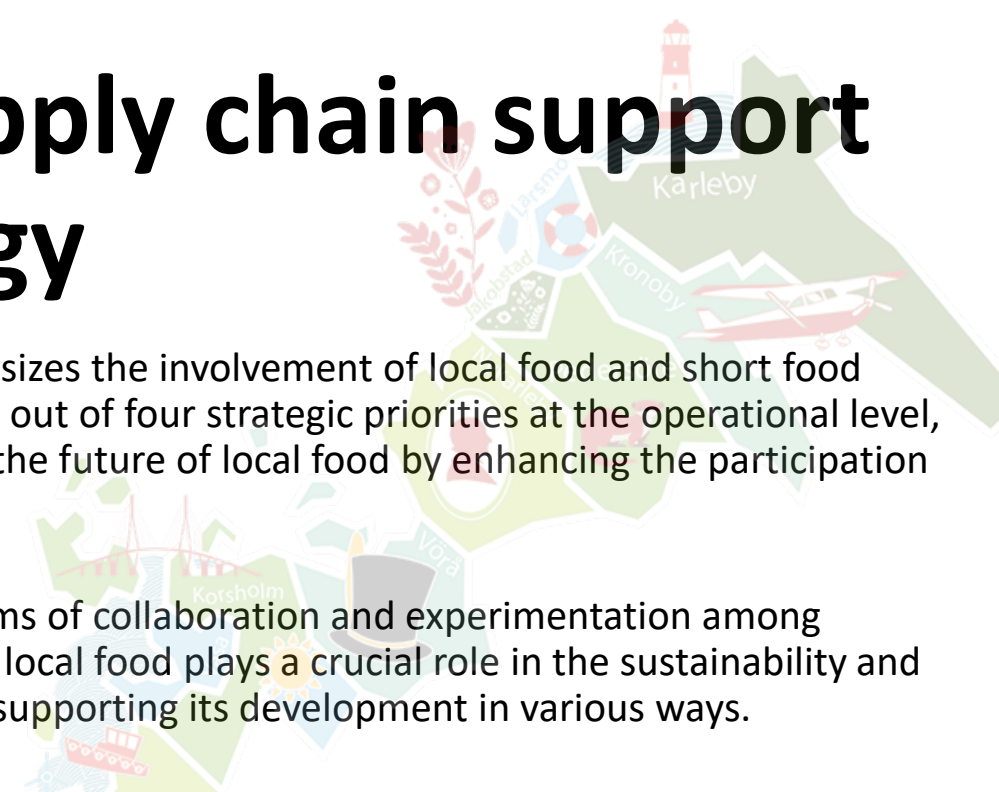 pply chain support
Karleby
Larsmo
gy
Kronoby
Jakobstad
sizes the involvement of local food and short food
out of four strategic priorities at the operational level,
the future of local food by enhancing the participation
Vörå
Korsholm
ms of collaboration and experimentation among
local food plays a crucial role in the sustainability and
supporting its development in various ways.